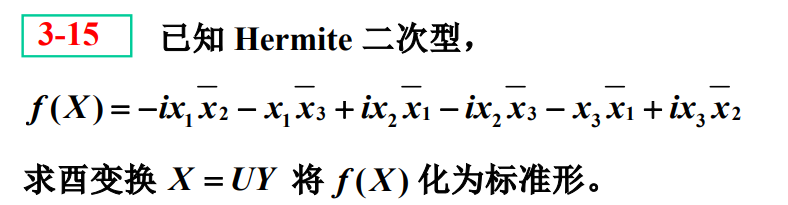 3-15 已知 Hermite 二次型，
f(X) = −ix₁x̅₂ − x₁x̅₃ + ix₂x̅₁ − ix₂x̅₃ − x₃x̅₁ + ix₃x̅₂
求酉变换 X = UY 将 f(X) 化为标准形。